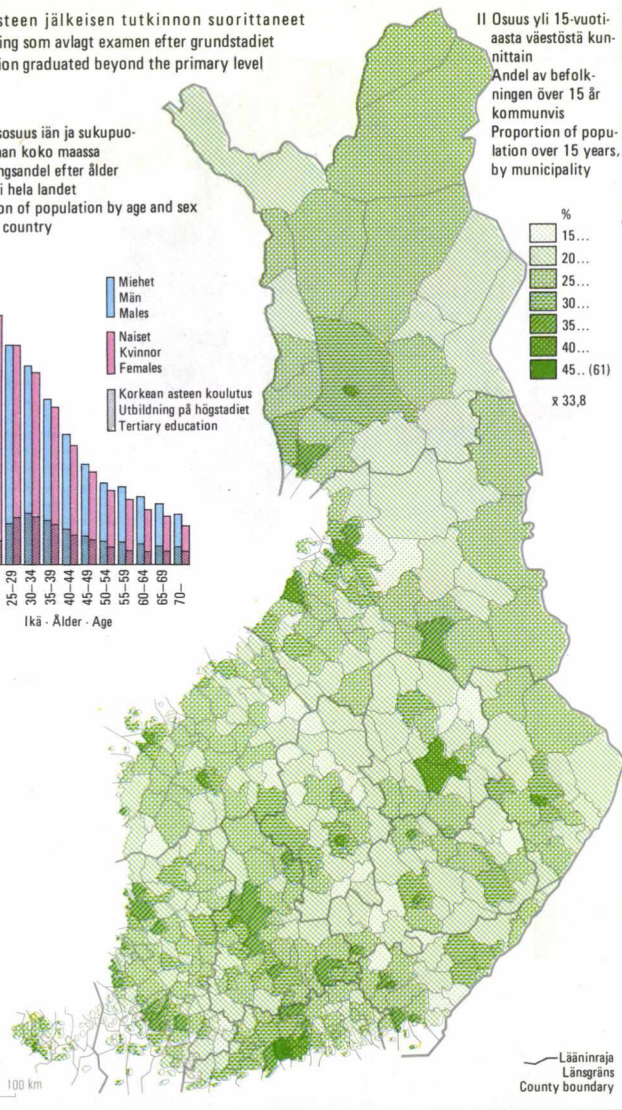 steen jälkeisen tutkinnon suorittaneet
ing som avlagt examen efter grundstadiet
ion graduated beyond the primary level
sosuus iän ja sukupuo-
aan koko maassa
ngsandel efter ålder
i hela landet
on of population by age and sex
country
II Osuus yli 15-vuoti-
aasta väestöstä kun-
nittain
Andel av befolk-
ningen över 15 år
kommunvis
Proportion of popu-
lation over 15 years,
by municipality
%
15...
20...
25...
30...
35...
40...
45.. (61)
x̄ 33,8
Miehet
Män
Males
Naiset
Kvinnor
Females
Korkean asteen koulutus
Utbildning på högstadiet
Tertiary education
25–29
30–34
35–39
40–44
45–49
50–54
55–59
60–64
65–69
70–
Ikä · Ålder · Age
100 km
Lääninraja
Länsgräns
County boundary